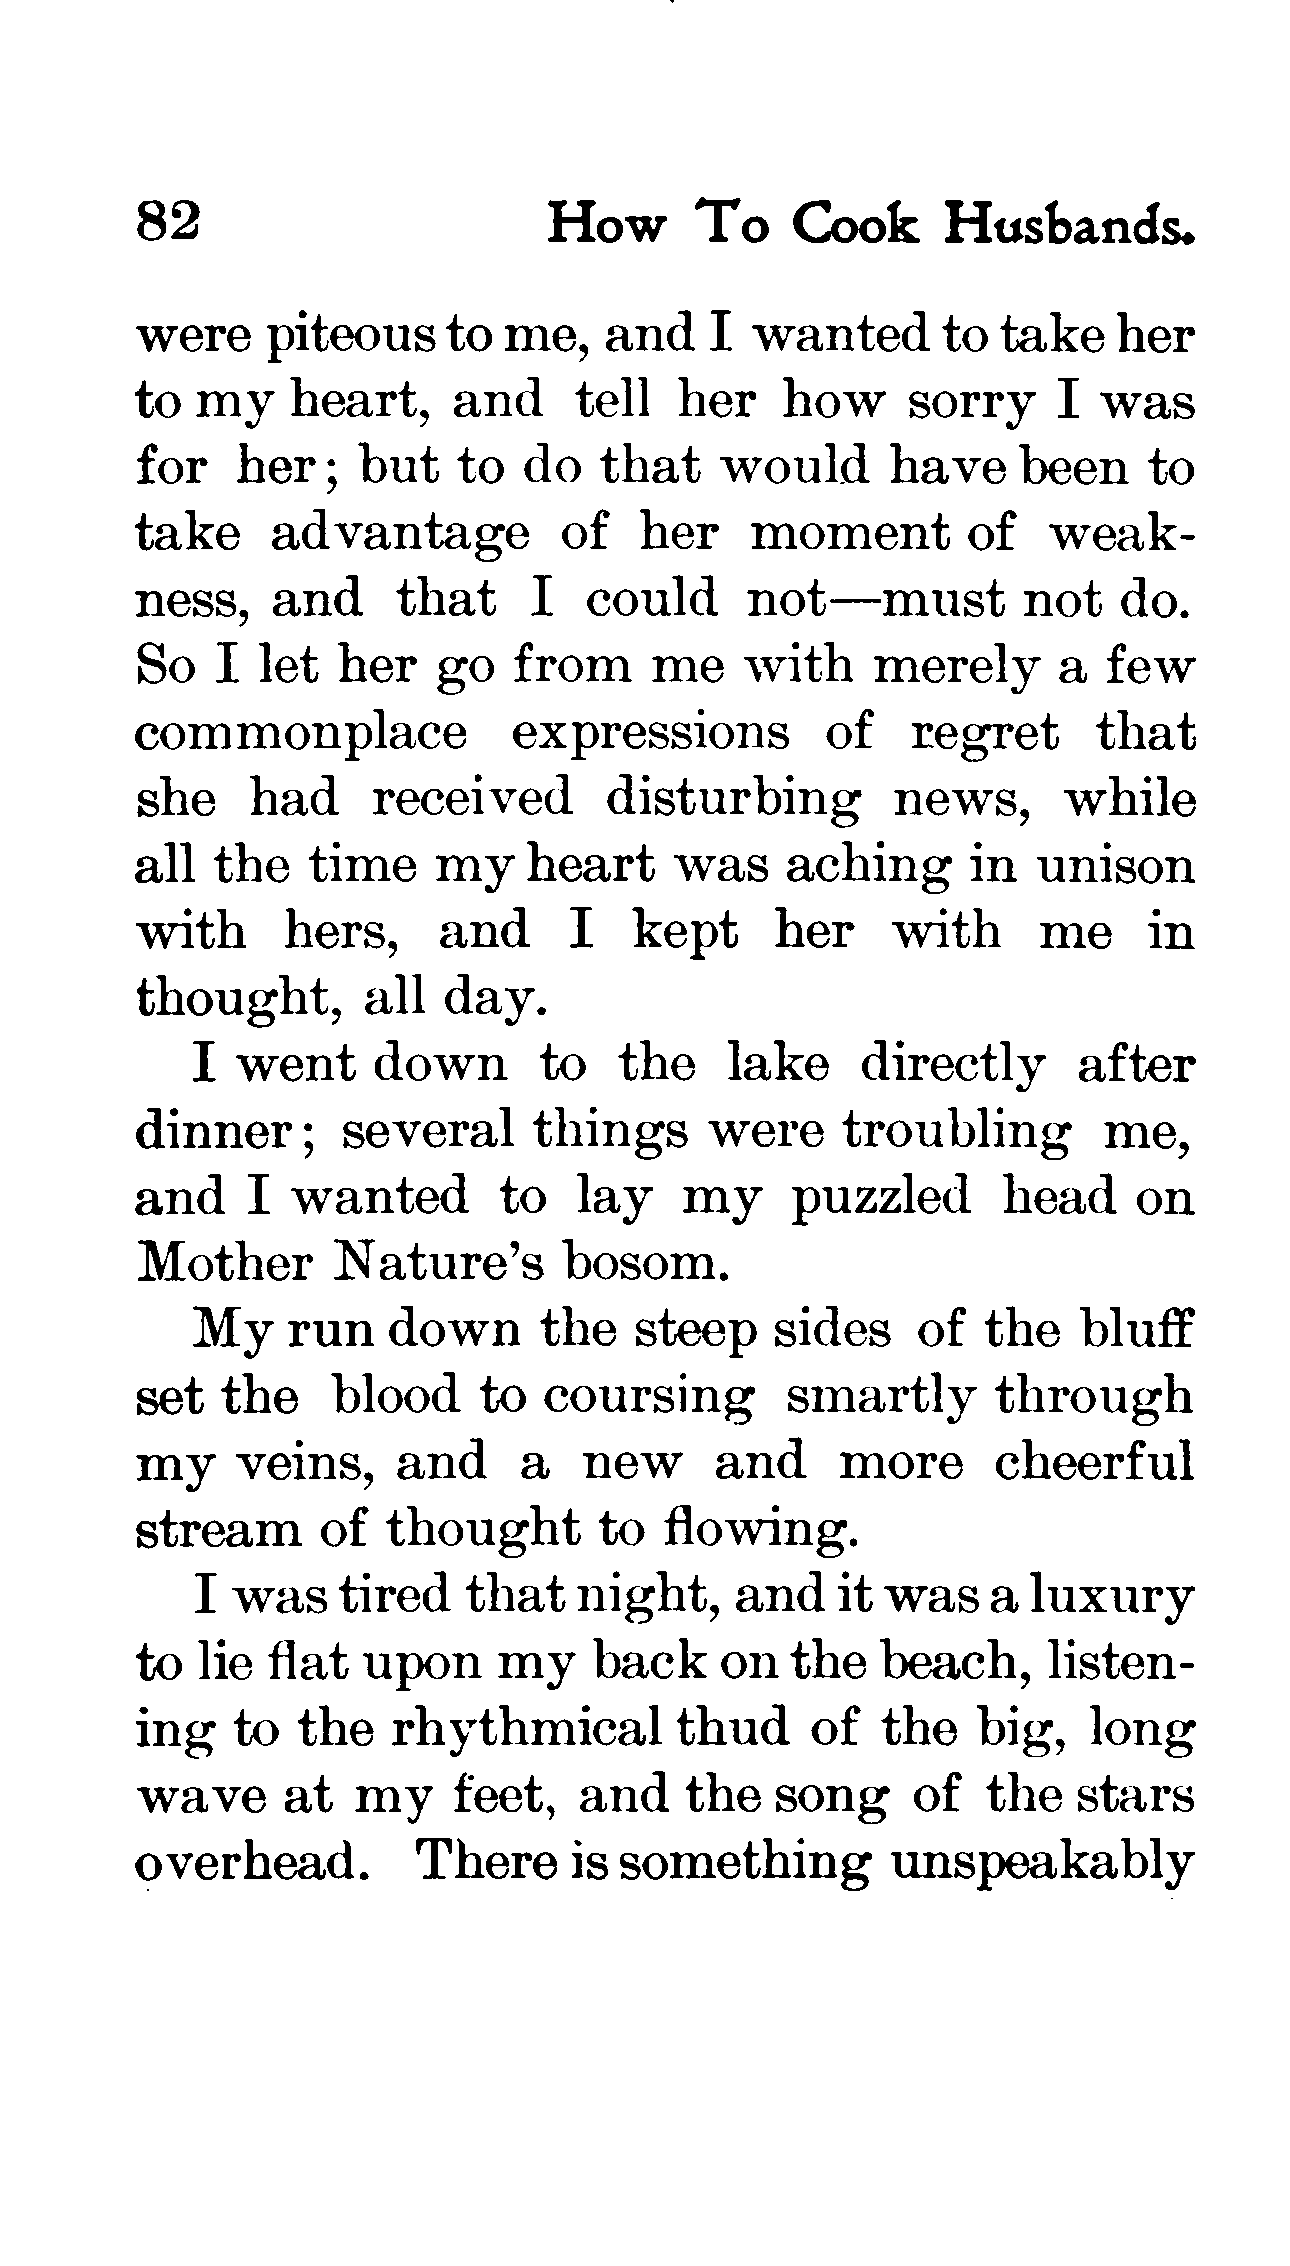 82 How To Cook Husbands.
were piteous to me, and I wanted to take her
to my heart, and tell her how sorry I was
for her; but to do that would have been to
take advantage of her moment of weak-
ness, and that I could not—must not do.
So I let her go from me with merely a few
commonplace expressions of regret that
she had received disturbing news, while
all the time my heart was aching in unison
with hers, and I kept her with me in
thought, all day.
I went down to the lake directly after
dinner; several things were troubling me,
and I wanted to lay my puzzled head on
Mother Nature's bosom.
My run down the steep sides of the bluff
set the blood to coursing smartly through
my veins, and a new and more cheerful
stream of thought to flowing.
I was tired that night, and it was a luxury
to lie flat upon my back on the beach, listen-
ing to the rhythmical thud of the big, long
wave at my feet, and the song of the stars
overhead. There is something unspeakably